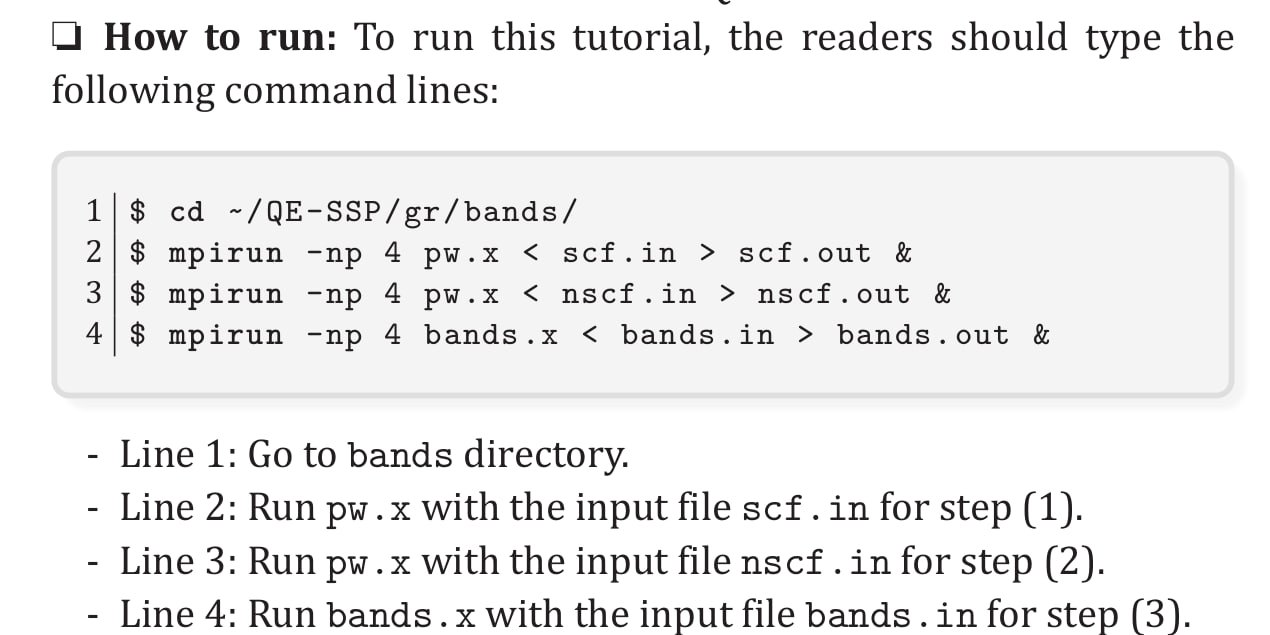 ❏ How to run: To run this tutorial, the readers should type the
following command lines:
1 $ cd ~/QE-SSP/gr/bands/
2 $ mpirun -np 4 pw.x < scf.in > scf.out &
3 $ mpirun -np 4 pw.x < nscf.in > nscf.out &
4 $ mpirun -np 4 bands.x < bands.in > bands.out &
- Line 1: Go to bands directory.
- Line 2: Run pw.x with the input file scf.in for step (1).
- Line 3: Run pw.x with the input file nscf.in for step (2).
- Line 4: Run bands.x with the input file bands.in for step (3).